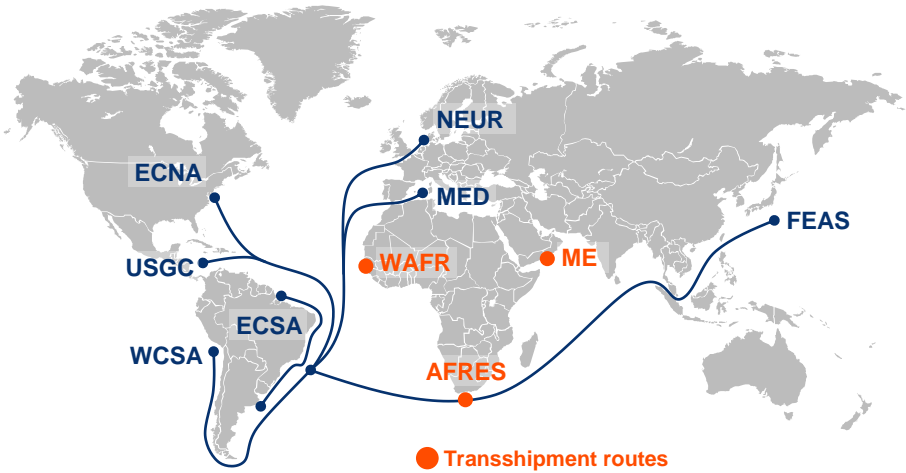 NEUR
ECNA
MED
FEAS
WAFR
ME
USGC
ECSA
WCSA
AFRES
Transshipment routes